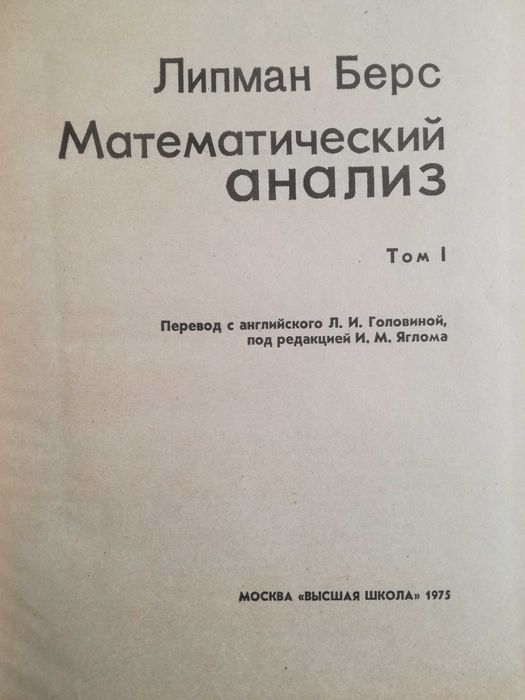 Липман Берс
Математический
анализ
Том I
Перевод с английского Л. И. Головиной,
под редакцией И. М. Яглома
МОСКВА «ВЫСШАЯ ШКОЛА» 1975